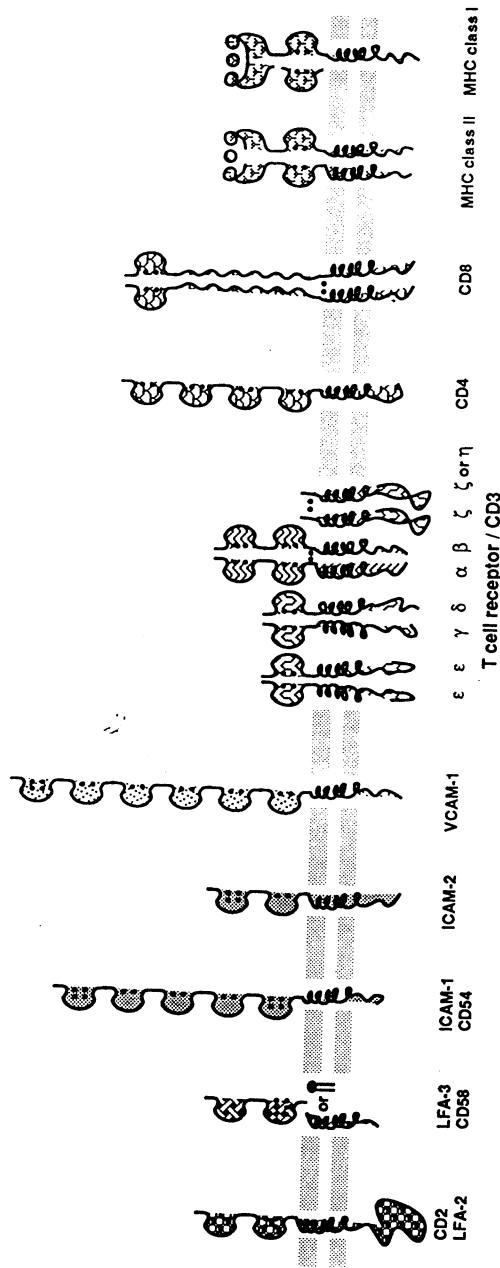 CD2
LFA-2
LFA-3
CD58
or
ICAM-1
CD54
ICAM-2
VCAM-1
ε ε γ δ α β ζ ζ or η
T cell receptor / CD3
CD4
CD8
MHC class II
MHC class I